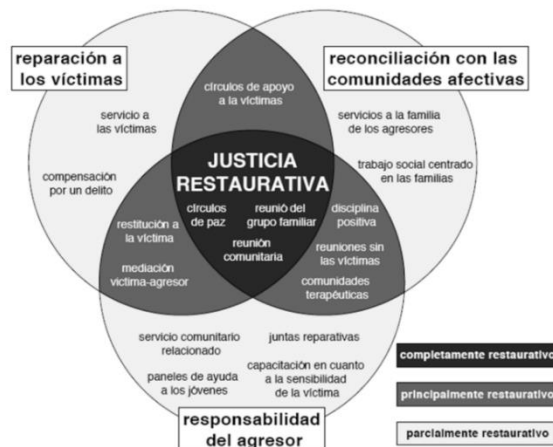 reparación a
los víctimas
reconciliación con las
comunidades afectivas
círculos de apoyo
a la víctimas
servicio a
las víctimas
compensación
por un delito
servicios a la familia
de los agresores
trabajo social centrado
en las familias
JUSTICIA
RESTAURATIVA
círculos
de paz
reunió del
grupo familiar
reunión
comunitaria
restitución a
la víctima
mediación
victima-agresor
disciplina
positiva
reuniones sin
las víctimas
comunidades
terapéuticas
servicio comunitario
relacionado
juntas reparativas
paneles de ayuda
a los jóvenes
capacitación en cuanto
a la sensibilidad
de la víctima
responsabilidad
del agresor
completamente restaurativo
principalmente restaurativo
parcialmente restaurativo